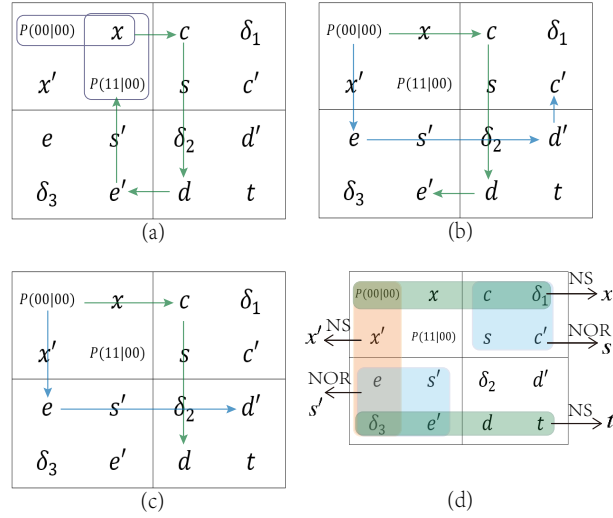 P(00|00) x c δ₁
x′ P(11|00) s c′
e s′ δ₂ d′
δ₃ e′ d t
(a)
P(00|00) x c δ₁
x′ P(11|00) s c′
e s′ δ₂ d′
δ₃ e′ d t
(b)
P(00|00) x c δ₁
x′ P(11|00) s c′
e s′ δ₂ d′
δ₃ e′ d t
(c)
P(00|00) x c δ₁ NS x
x′ NS x′ P(11|00) s c′ NOR s
NOR s′ e s′ δ₂ d′
δ₃ e′ d t NS t
(d)